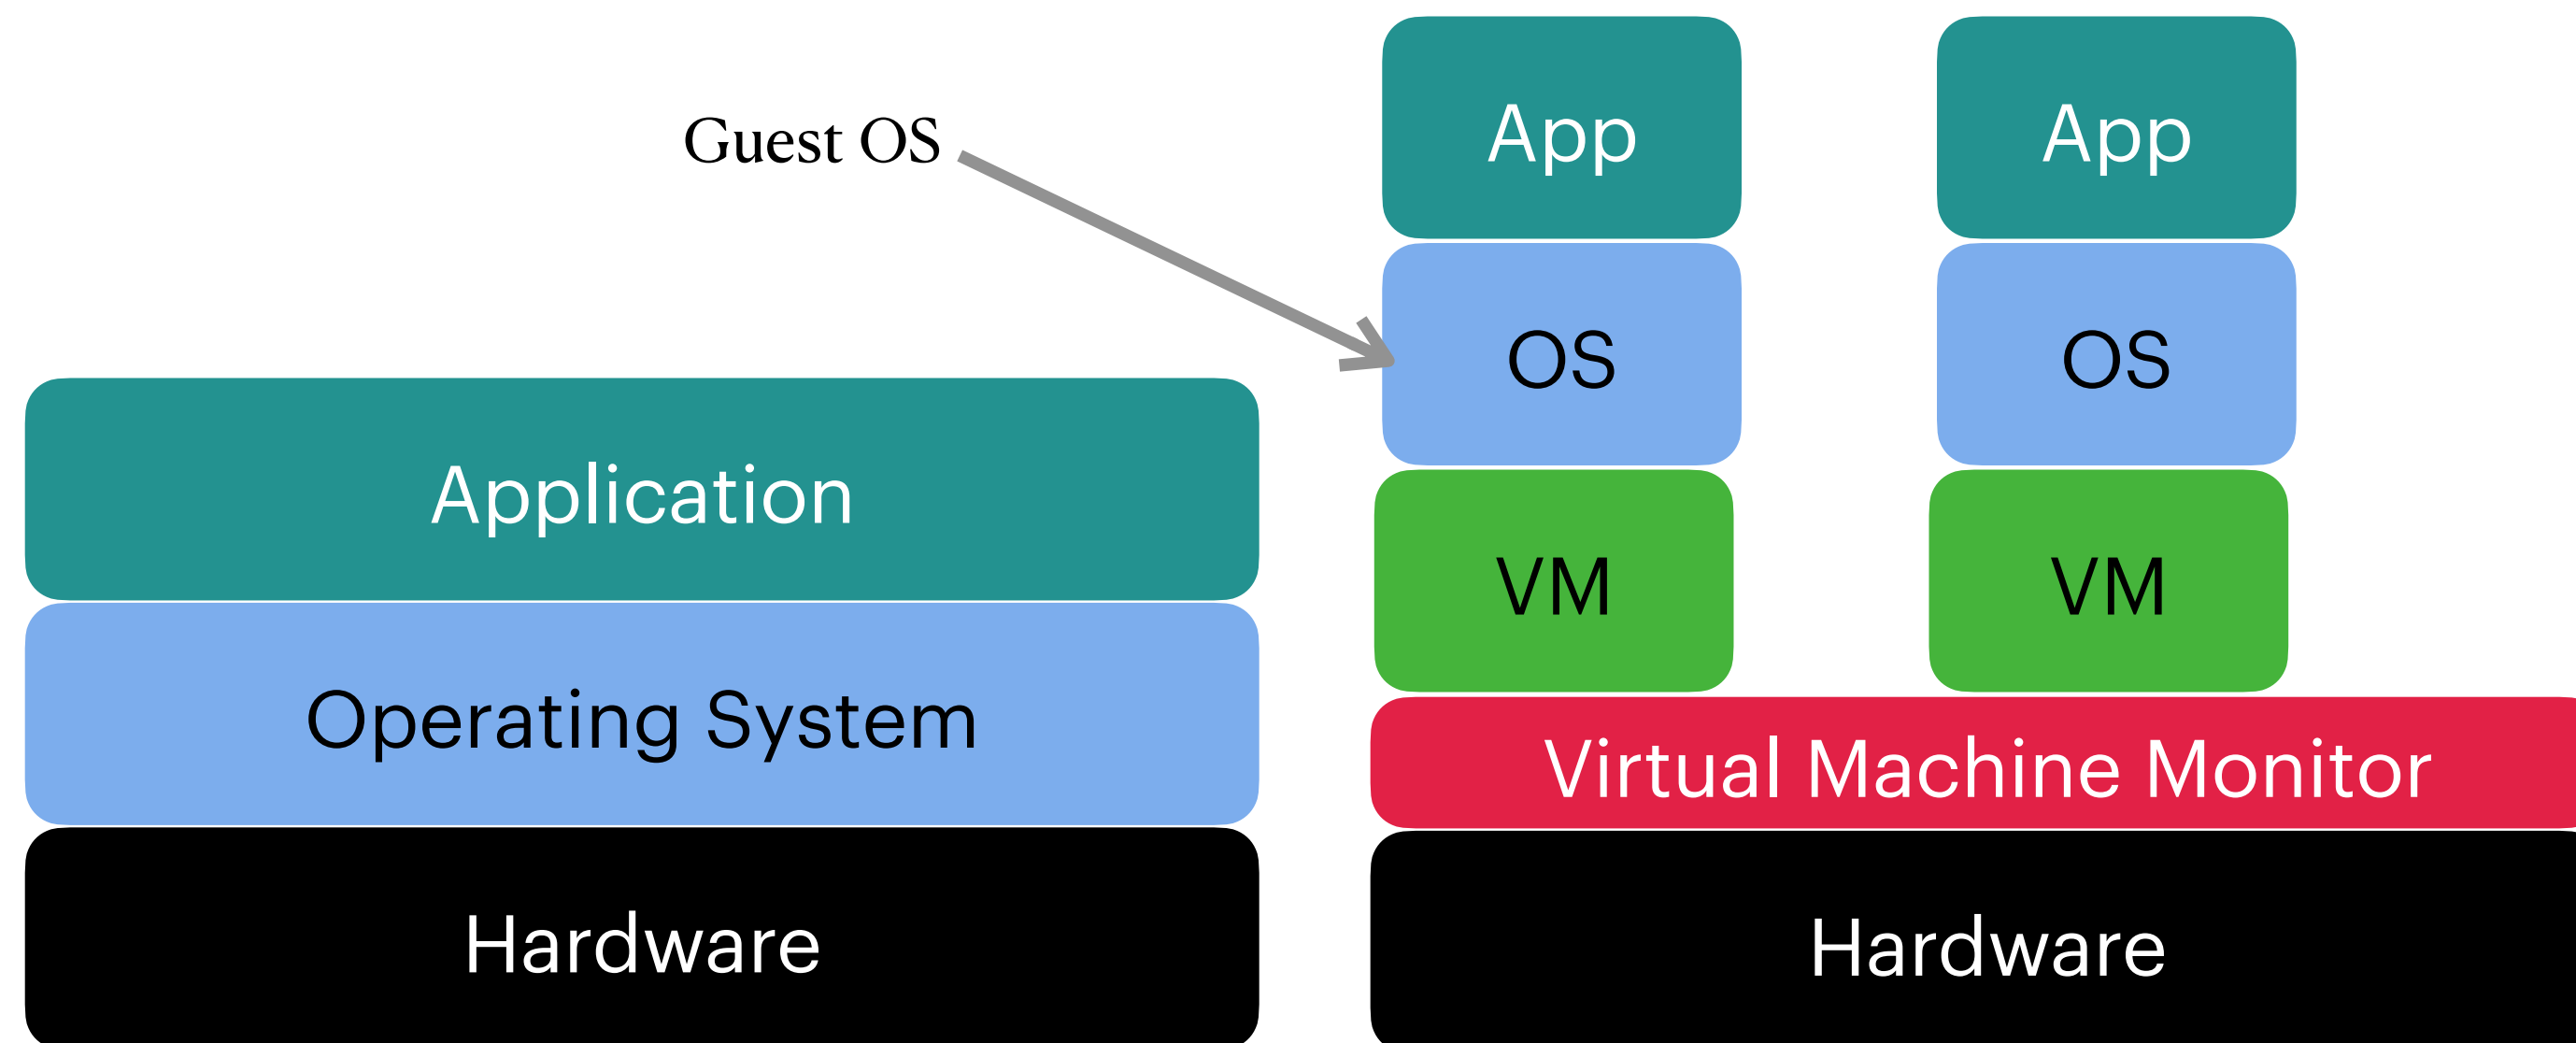 Guest OS
Application
Operating System
Hardware
App
App
OS
OS
VM
VM
Virtual Machine Monitor
Hardware